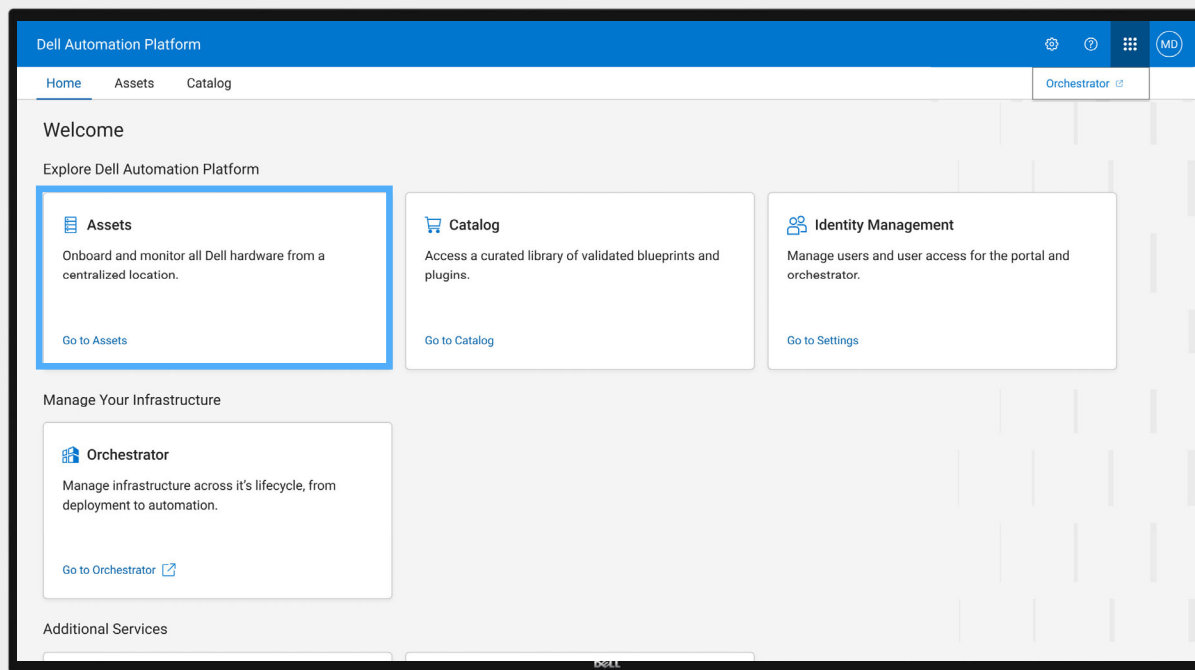 Dell Automation Platform
MD
Home Assets Catalog
Orchestrator
Welcome
Explore Dell Automation Platform
Assets
Onboard and monitor all Dell hardware from a
centralized location.
Go to Assets
Catalog
Access a curated library of validated blueprints and
plugins.
Go to Catalog
Identity Management
Manage users and user access for the portal and
orchestrator.
Go to Settings
Manage Your Infrastructure
Orchestrator
Manage infrastructure across it's lifecycle, from
deployment to automation.
Go to Orchestrator
Additional Services
DELL